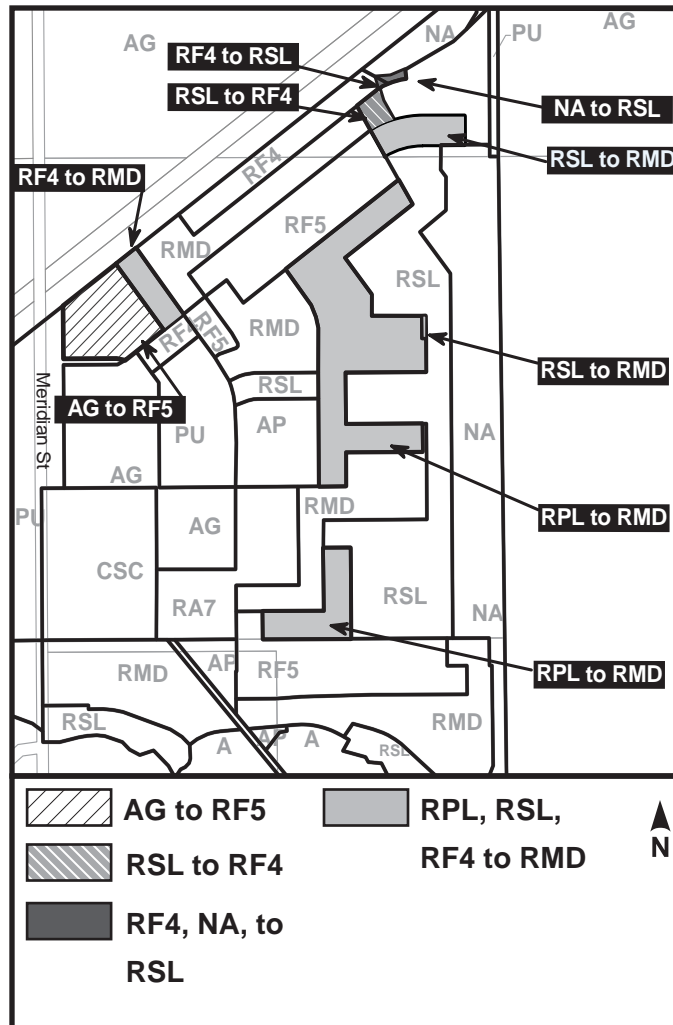 AG
NA
PU
AG
RF4 to RSL
RSL to RF4
NA to RSL
RSL to RMD
RF4 to RMD
RF4
RF5
RMD
RSL
RF4
RF5
RMD
RSL to RMD
Meridian St
RSL
AG to RF5
AP
PU
NA
AG
RMD
PU
RPL to RMD
AG
CSC
RA7
RSL
NA
RMD
AP
RF5
RPL to RMD
RSL
A
AP
A
RSL
RMD
AG to RF5
RPL, RSL,
RF4 to RMD
RSL to RF4
RF4, NA, to
RSL
N